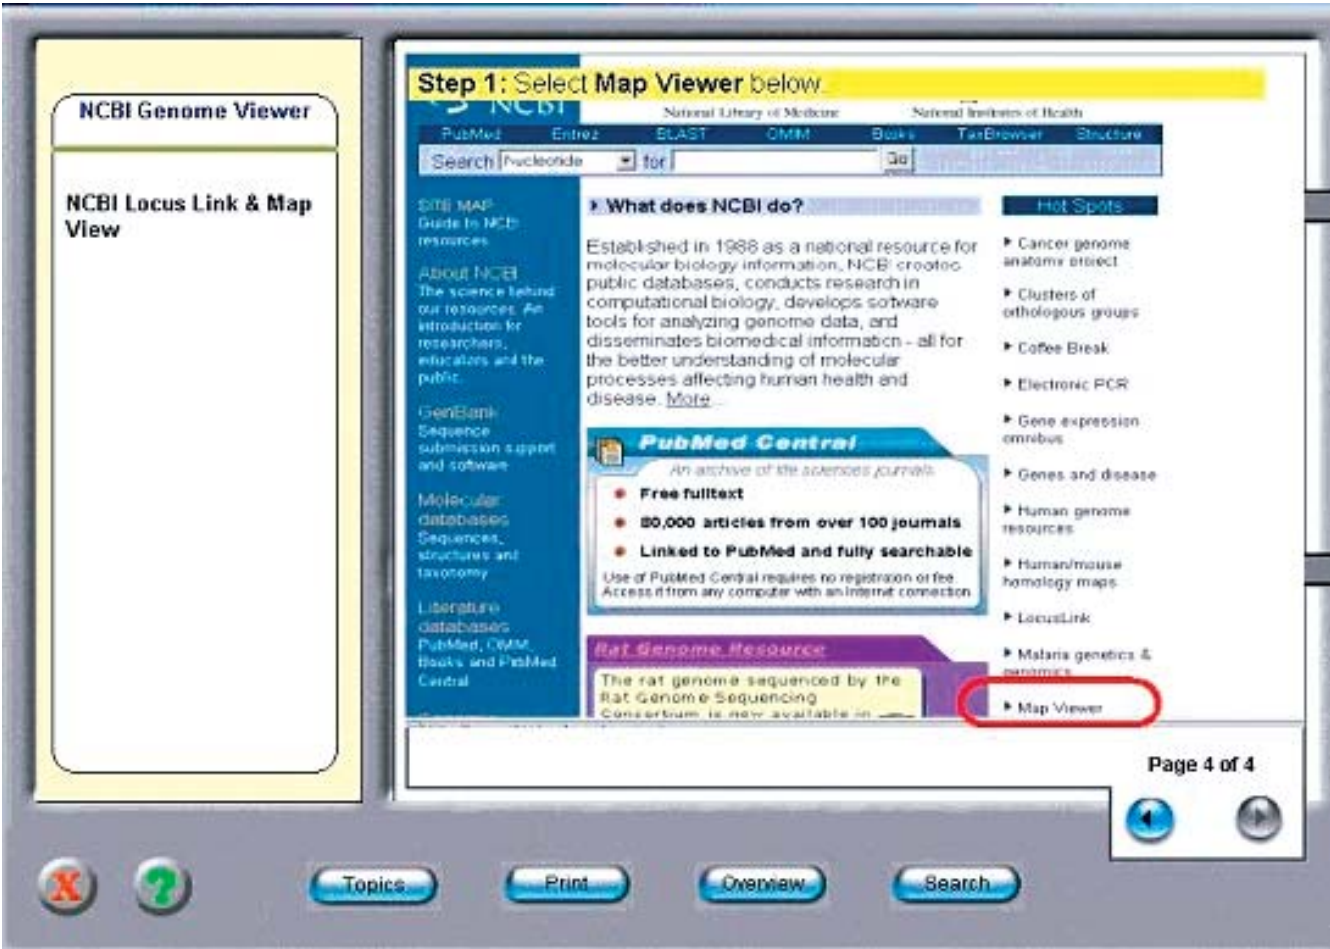 NCBI Genome Viewer
NCBI Locus Link & Map
View
Step 1: Select Map Viewer below.
NCBI
National Library of Medicine
National Institutes of Health
PubMed Entrez BLAST OMIM Books TaxBrowser Structure
Search Nucleotide for Go
SITE MAP
Guide to NCBI
resources
About NCBI
The science behind
our resources. An
introduction for
researchers,
educators and the
public.
GenBank
Sequence
submission support
and software
Molecular
databases
Sequences,
structures and
taxonomy
Literature
databases
PubMed, OMIM,
Books and PubMed
Central
What does NCBI do?
Established in 1988 as a national resource for
molecular biology information, NCBI creates
public databases, conducts research in
computational biology, develops software
tools for analyzing genome data, and
disseminates biomedical information - all for
the better understanding of molecular
processes affecting human health and
disease. More...
PubMed Central
An archive of life sciences journals
Free fulltext
80,000 articles from over 100 journals
Linked to PubMed and fully searchable
Use of PubMed Central requires no registration or fee.
Access it from any computer with an Internet connection.
Rat Genome Resource
The rat genome sequenced by the
Rat Genome Sequencing
Consortium is now available in
Hot Spots
Cancer genome
anatomy project
Clusters of
orthologous groups
Coffee Break
Electronic PCR
Gene expression
omnibus
Genes and disease
Human genome
resources
Human/mouse
homology maps
LocusLink
Malaria genetics &
genomics
Map Viewer
Page 4 of 4
X ? Topics Print Overview Search